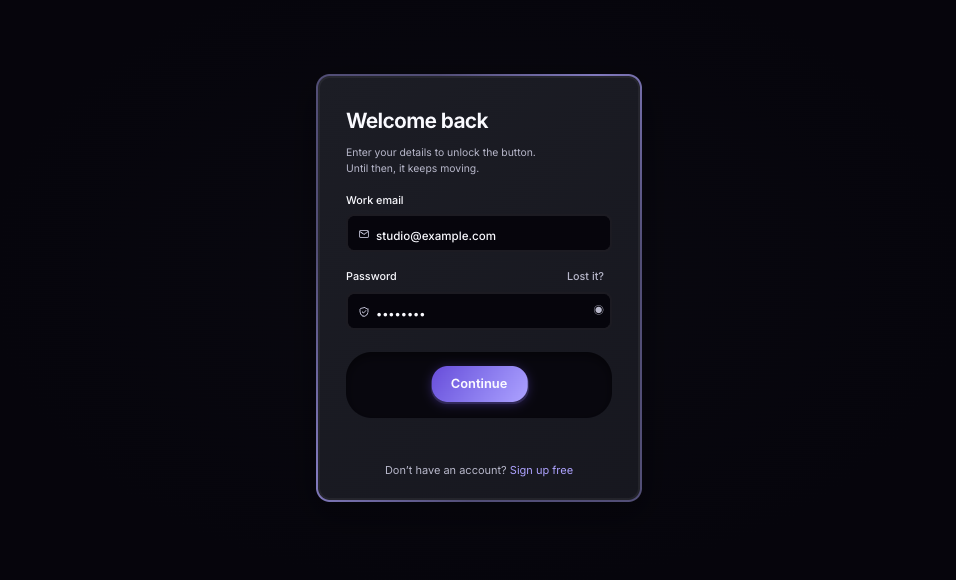 Welcome back
Enter your details to unlock the button.
Until then, it keeps moving.
Work email
studio@example.com
Password
Lost it?
••••••••
Continue
Don't have an account? Sign up free